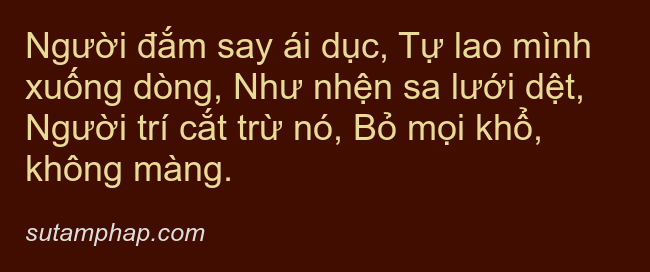 Người đắm say ái dục, Tự lao mình
xuống dòng, Như nhện sa lưới dệt,
Người trí cắt trừ nó, Bỏ mọi khổ,
không màng.
sutamphap.com